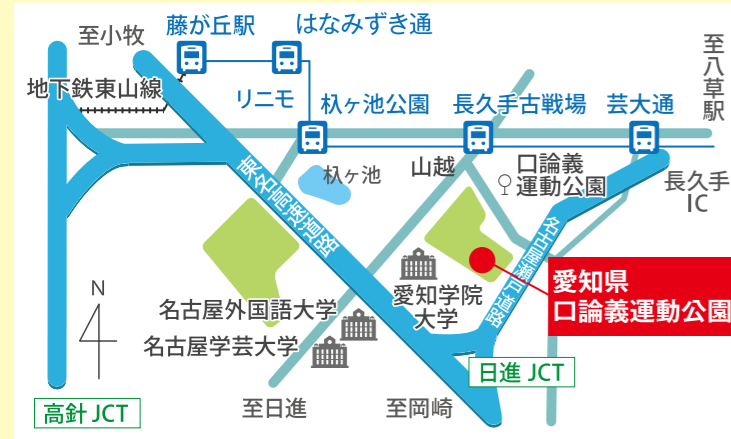 至小牧
藤が丘駅
はなみずき通
至八草駅
地下鉄東山線
リニモ
杁ヶ池公園
長久手古戦場
芸大通
杁ヶ池
山越
口論義
運動公園
長久手
IC
東名高速道路
名古屋瀬戸道路
愛知県
口論義運動公園
愛知学院
大学
N
名古屋外国語大学
名古屋学芸大学
日進 JCT
高針 JCT
至日進
至岡崎